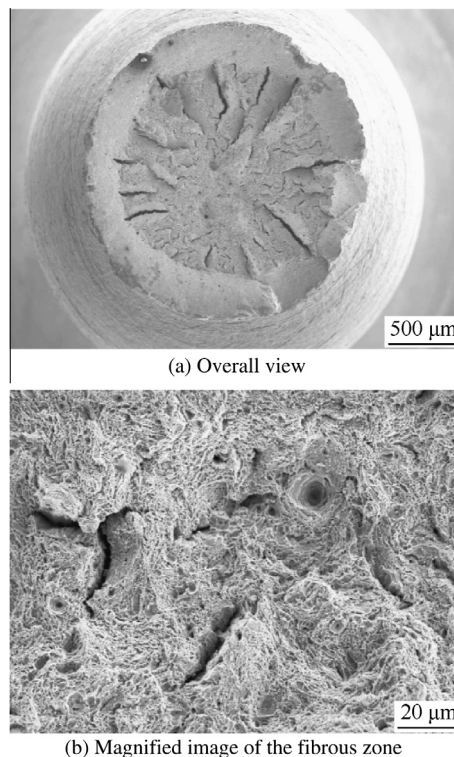 500 μm
(a) Overall view
20 μm
(b) Magnified image of the fibrous zone